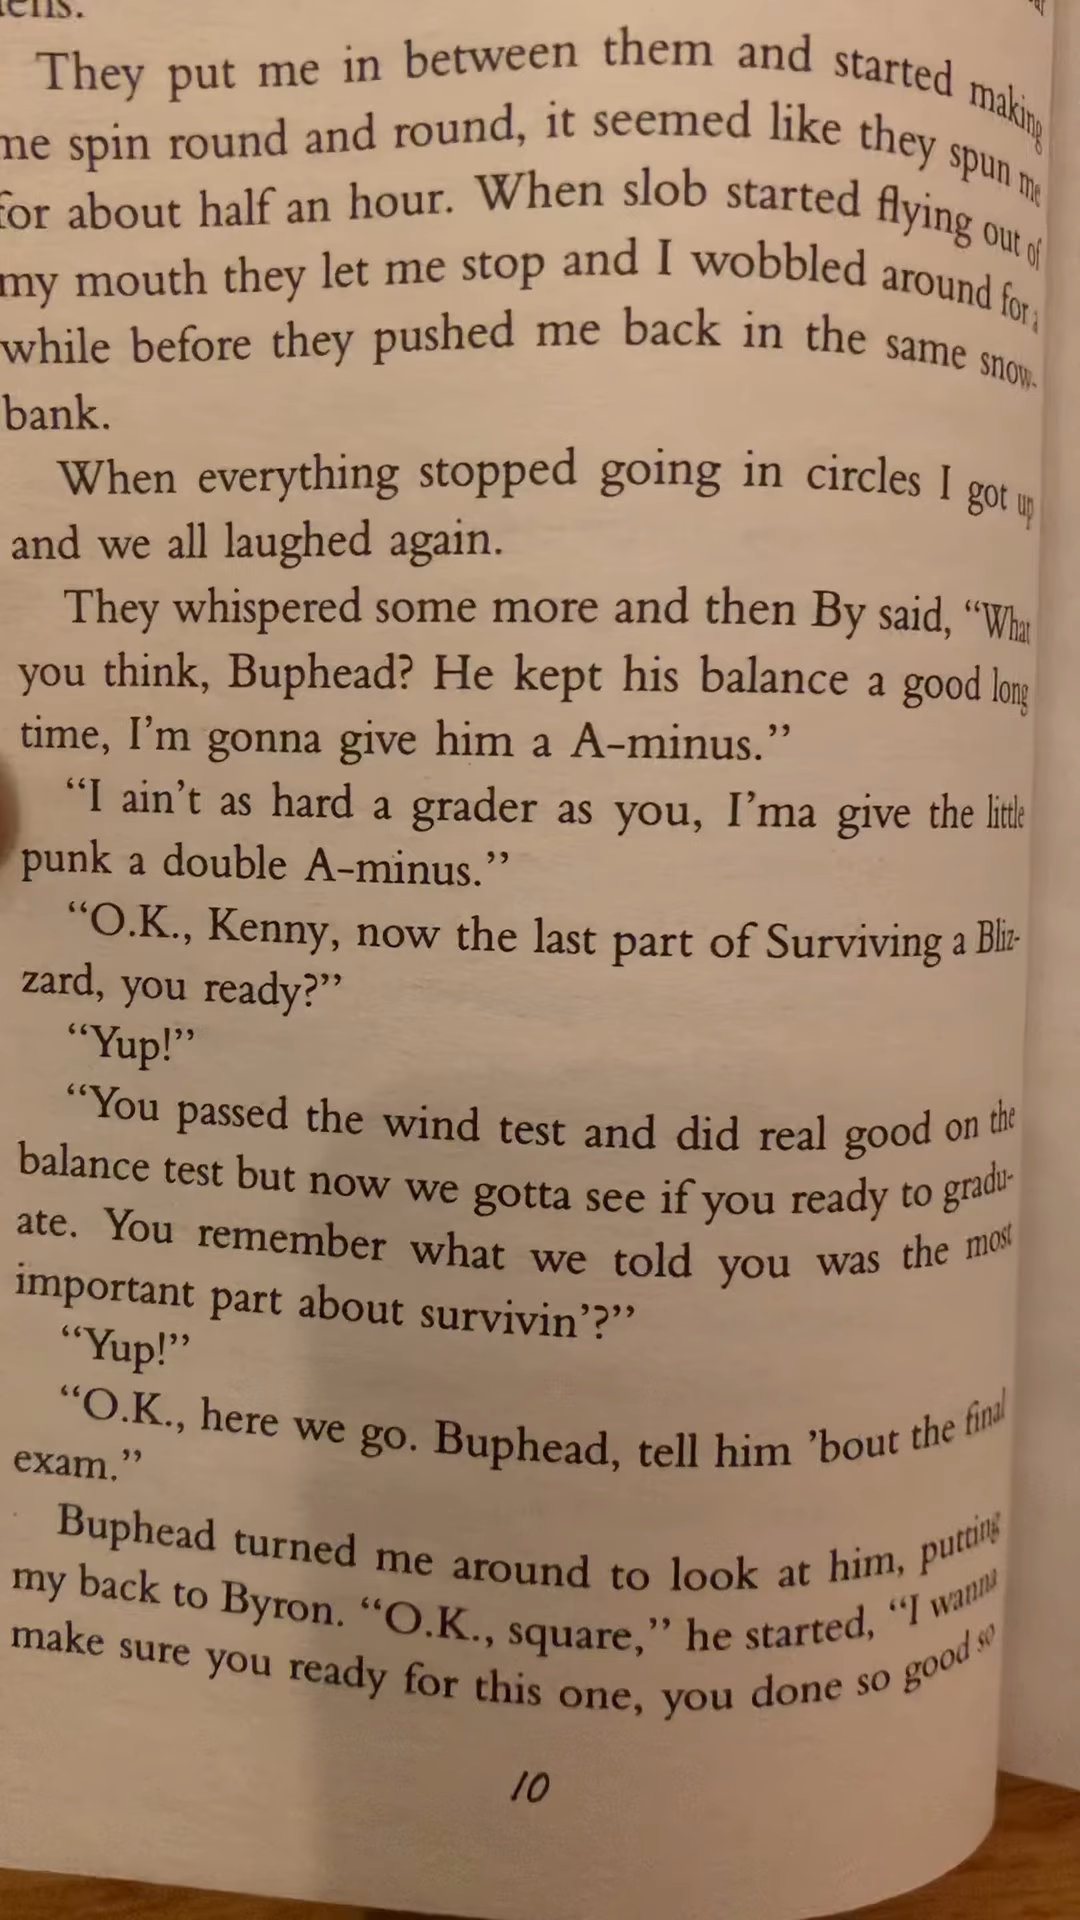 They put me in between them and started making
me spin round and round, it seemed like they spun me
for about half an hour. When slob started flying out of
my mouth they let me stop and I wobbled around for a
while before they pushed me back in the same snow-
bank.
When everything stopped going in circles I got up
and we all laughed again.
They whispered some more and then By said, “What
you think, Buphead? He kept his balance a good long
time, I’m gonna give him a A–minus.”
“I ain’t as hard a grader as you, I’ma give the little
punk a double A–minus.”
“O.K., Kenny, now the last part of Surviving a Bliz-
zard, you ready?”
“Yup!”
“You passed the wind test and did real good on the
balance test but now we gotta see if you ready to gradu-
ate. You remember what we told you was the most
important part about survivin’?”
“Yup!”
“O.K., here we go. Buphead, tell him ’bout the final
exam.”
Buphead turned me around to look at him, putting
my back to Byron. “O.K., square,” he started, “I wanna
make sure you ready for this one, you done so good so
10